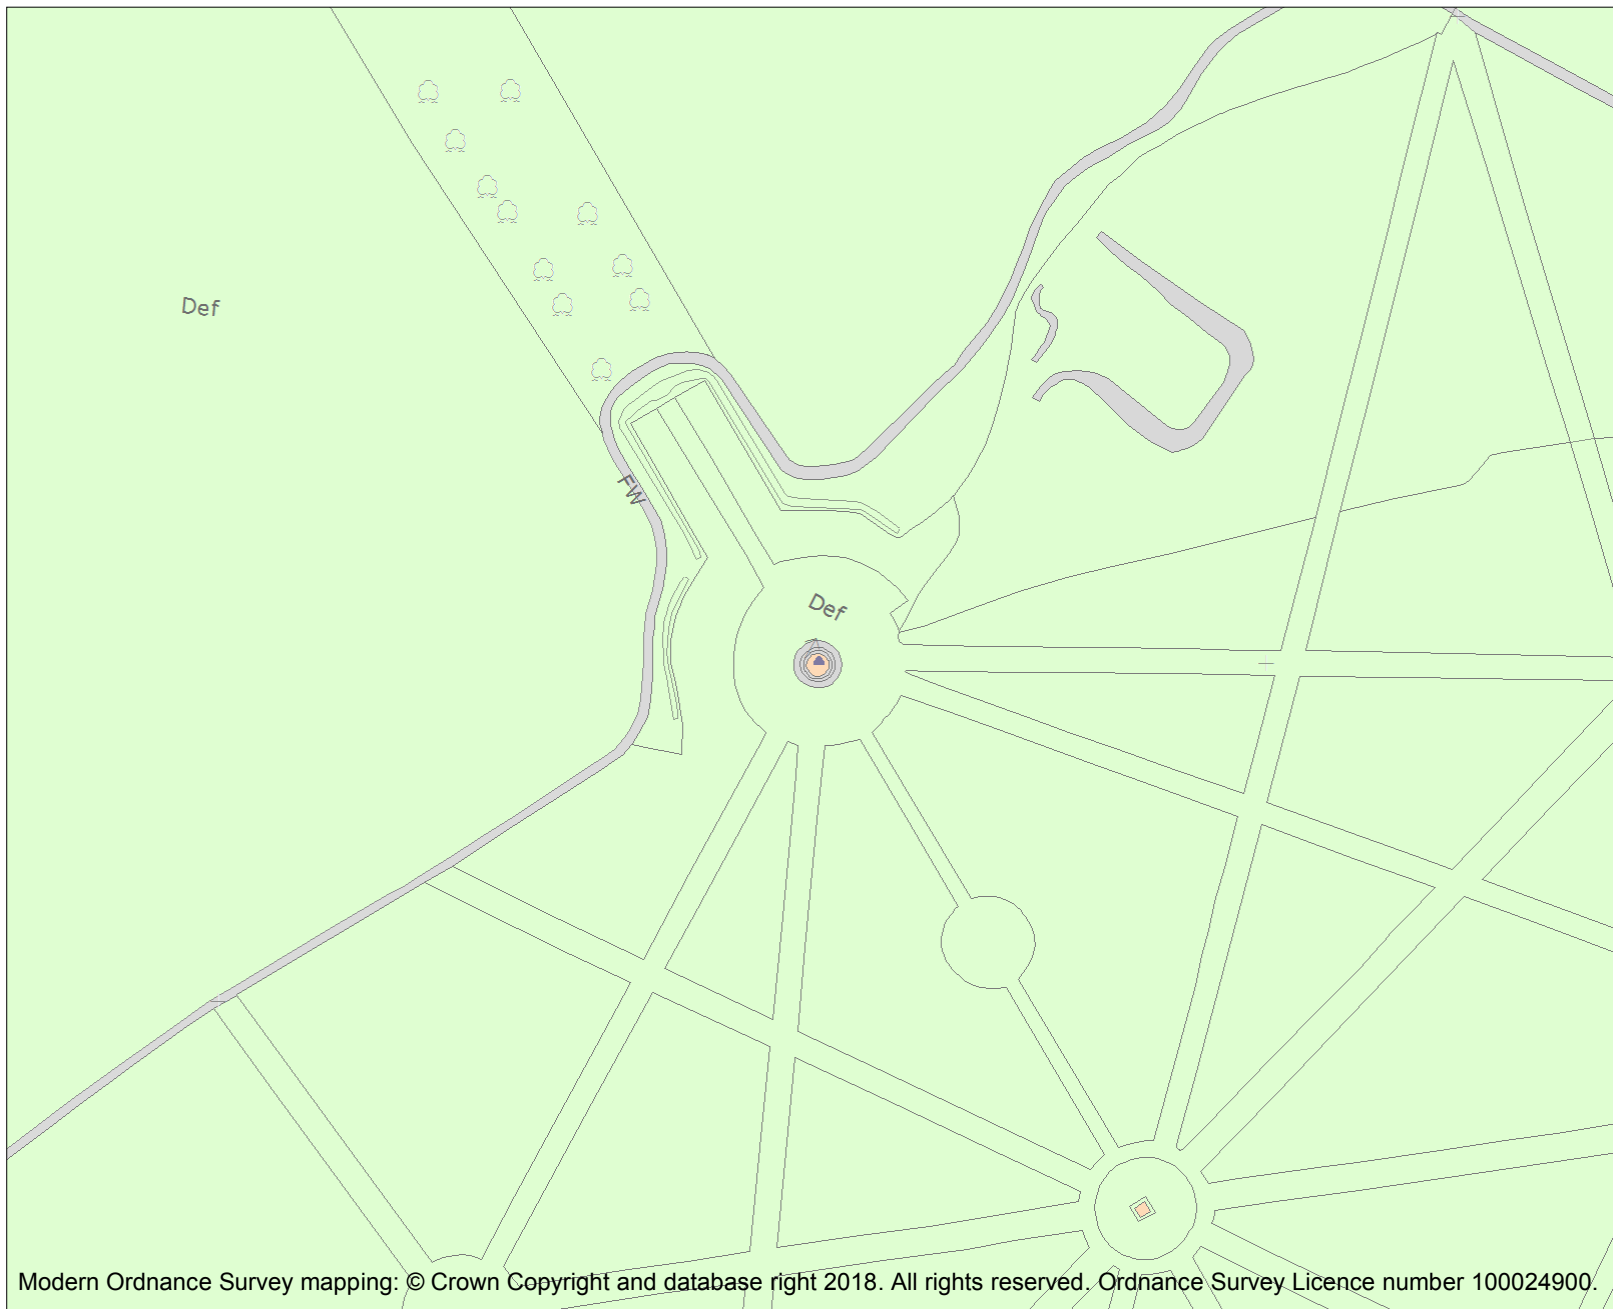 Def
FW
Def
Modern Ordnance Survey mapping: © Crown Copyright and database right 2018. All rights reserved. Ordnance Survey Licence number 100024900.